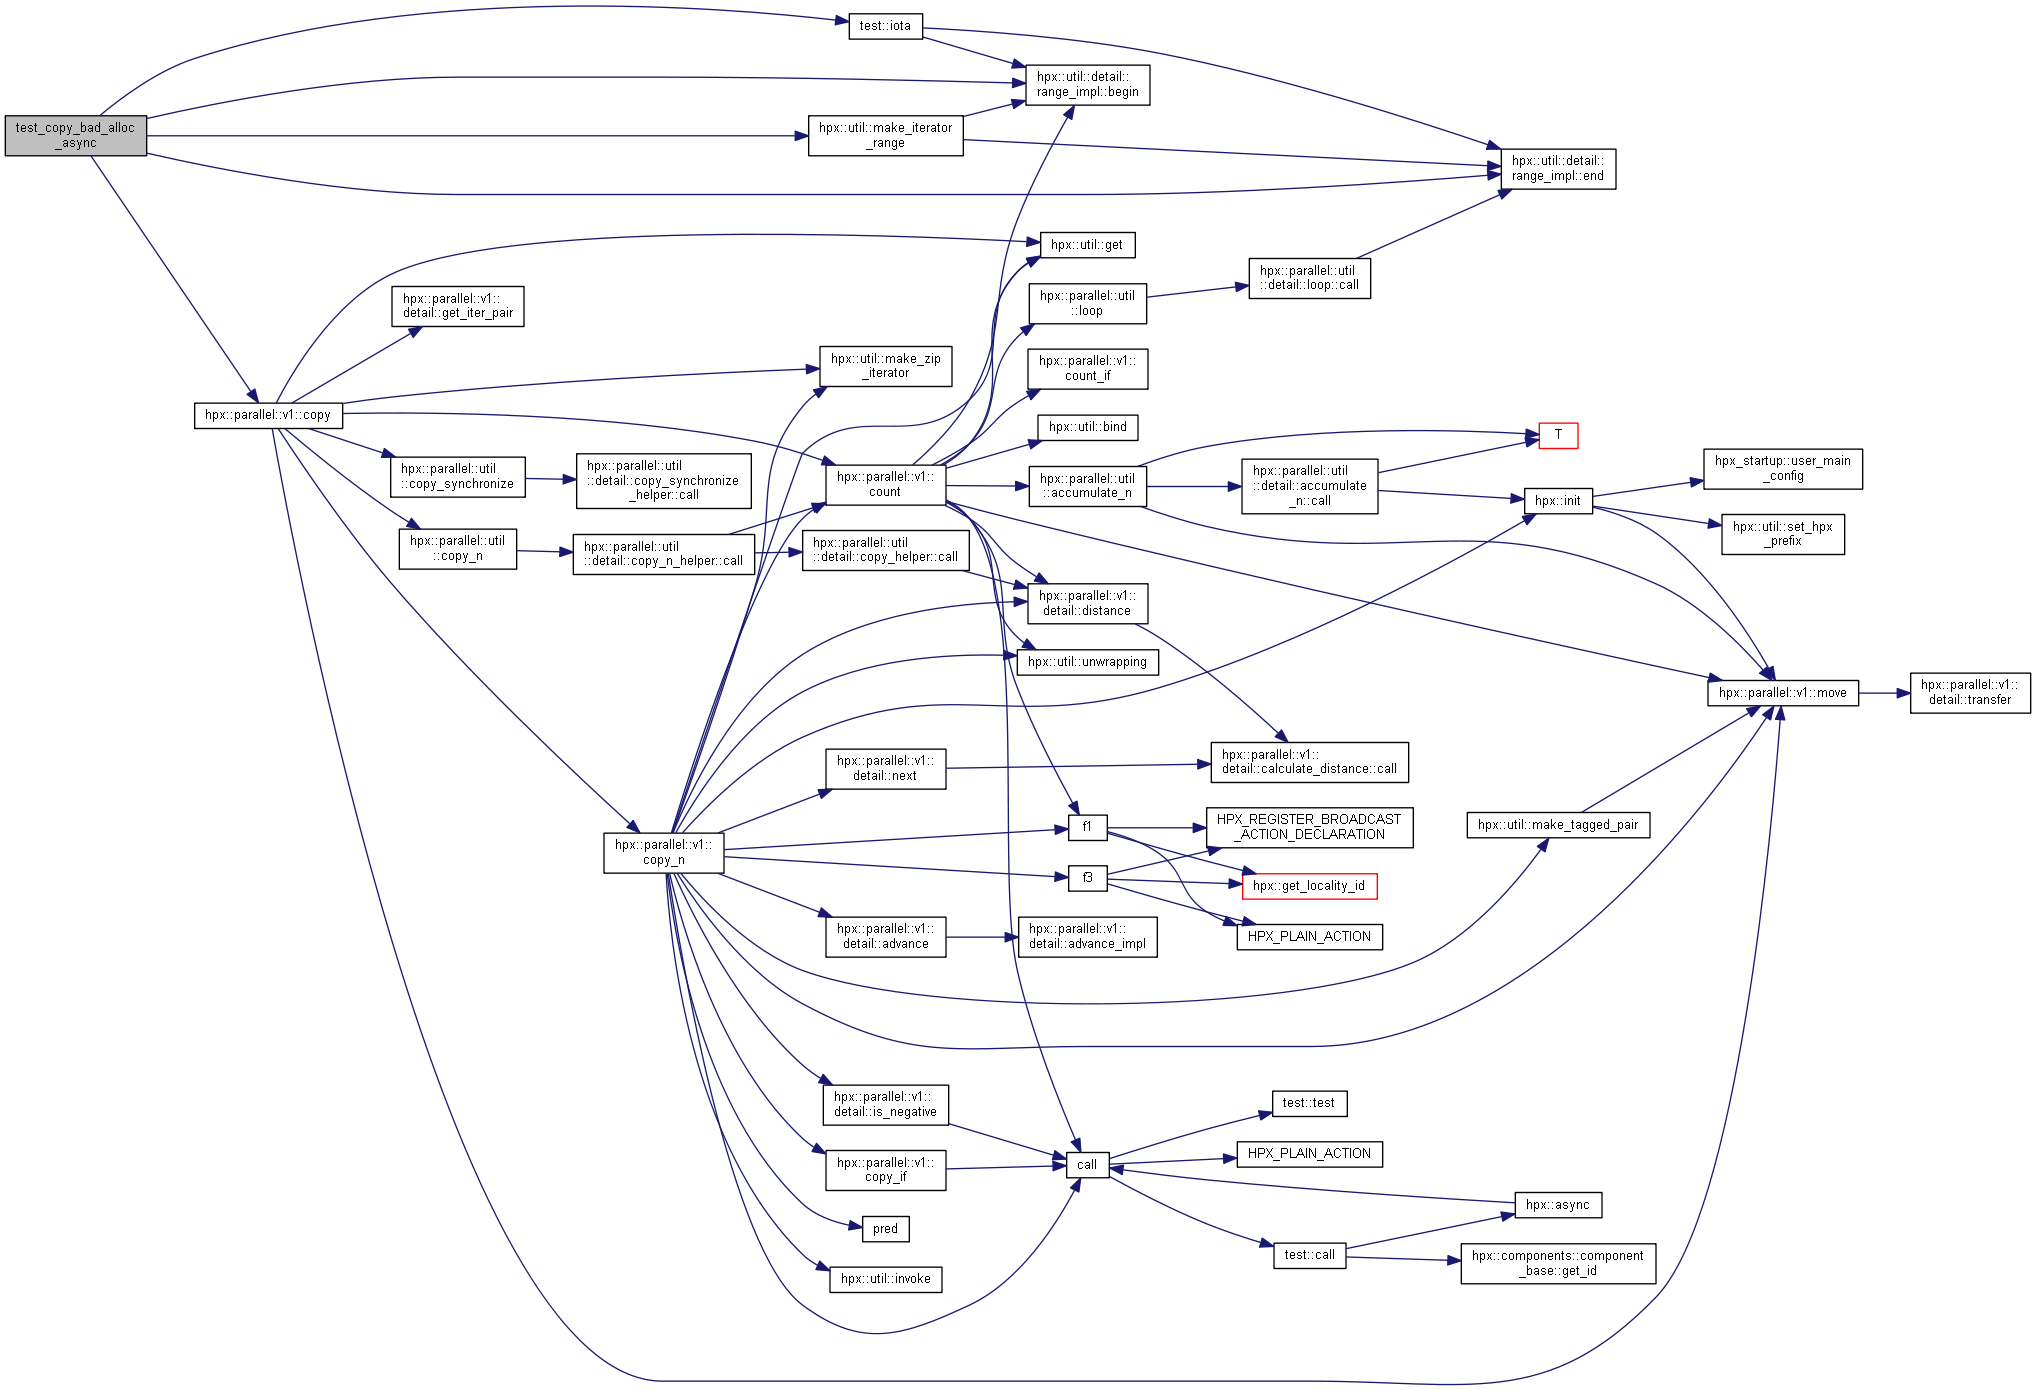 test::iota
hpx::util::detail::
range_impl::begin
test_copy_bad_alloc
_async
hpx::util::make_iterator
_range
hpx::util::detail::
range_impl::end
hpx::util::get
hpx::parallel::util
::detail::loop::call
hpx::parallel::v1::
detail::get_iter_pair
hpx::parallel::util
::loop
hpx::util::make_zip
_iterator
hpx::parallel::v1::
count_if
hpx::parallel::v1::copy
hpx::util::bind
T
hpx::parallel::util
::copy_synchronize
hpx::parallel::util
::detail::copy_synchronize
_helper::call
hpx::parallel::v1::
count
hpx::parallel::util
::accumulate_n
hpx::parallel::util
::detail::accumulate
_n::call
hpx::init
hpx_startup::user_main
_config
hpx::util::set_hpx
_prefix
hpx::parallel::util
::copy_n
hpx::parallel::util
::detail::copy_n_helper::call
hpx::parallel::util
::detail::copy_helper::call
hpx::parallel::v1::
detail::distance
hpx::util::unwrapping
hpx::parallel::v1::move
hpx::parallel::v1::
detail::transfer
hpx::parallel::v1::
detail::next
hpx::parallel::v1::
detail::calculate_distance::call
hpx::parallel::v1::
copy_n
f1
HPX_REGISTER_BROADCAST
_ACTION_DECLARATION
hpx::util::make_tagged_pair
f3
hpx::get_locality_id
hpx::parallel::v1::
detail::advance
hpx::parallel::v1::
detail::advance_impl
HPX_PLAIN_ACTION
hpx::parallel::v1::
detail::is_negative
test::test
hpx::parallel::v1::
copy_if
call
HPX_PLAIN_ACTION
hpx::async
pred
test::call
hpx::components::component
_base::get_id
hpx::util::invoke